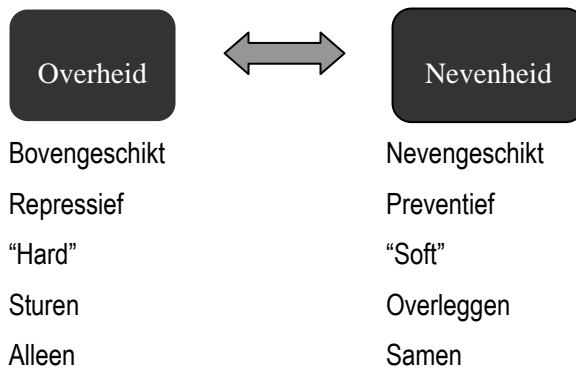 Overheid Nevenheid
Bovengeschikt Nevengeschikt
Repressief Preventief
“Hard” “Soft”
Sturen Overleggen
Alleen Samen